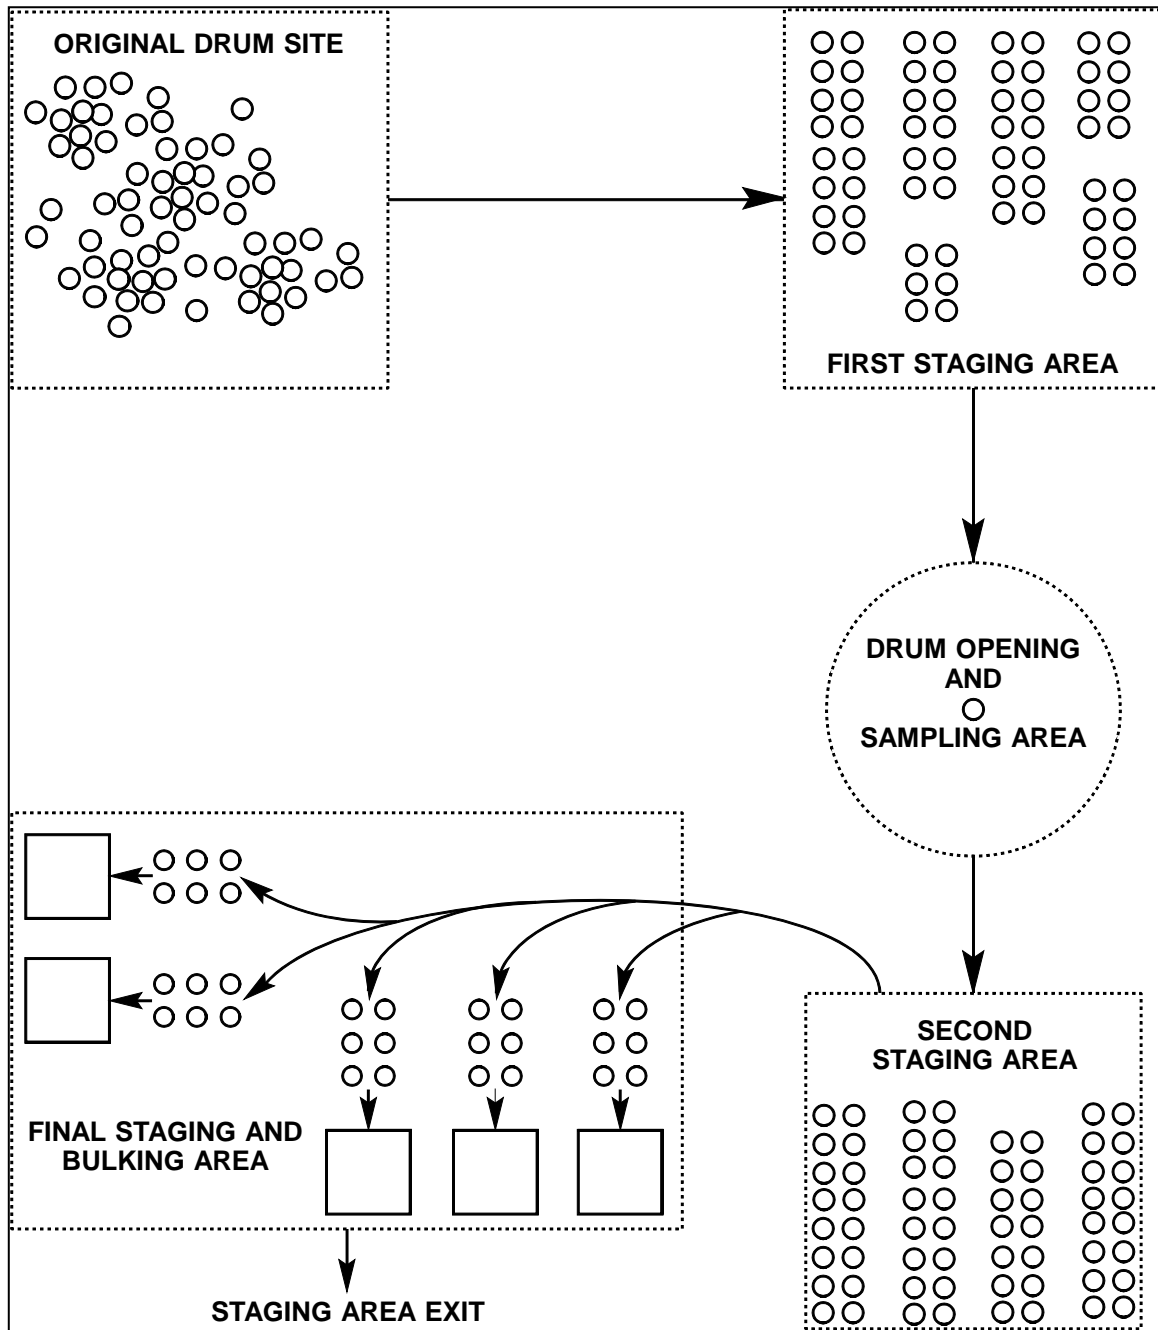 ORIGINAL DRUM SITE
FIRST STAGING AREA
DRUM OPENING
AND
SAMPLING AREA
SECOND
STAGING AREA
FINAL STAGING AND
BULKING AREA
STAGING AREA EXIT